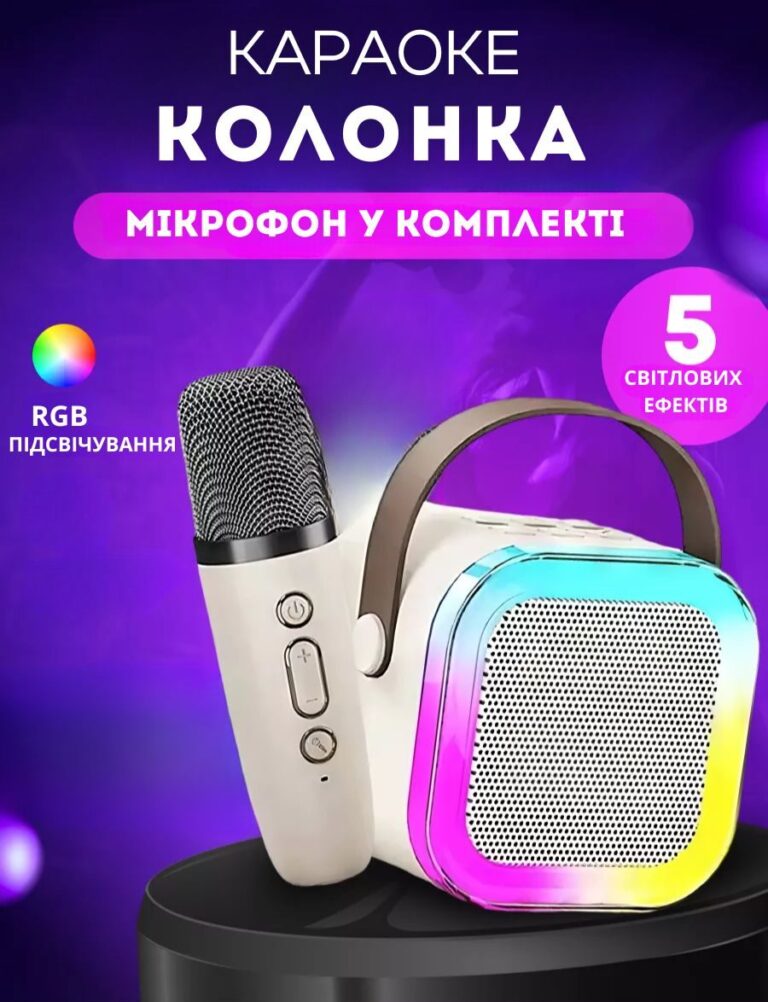 КАРАОКЕ
КОЛОНКА
МІКРОФОН У КОМПЛЕКТІ
5
СВІТЛОВИХ
ЕФЕКТІВ
RGB
ПІДСВІЧУВАННЯ